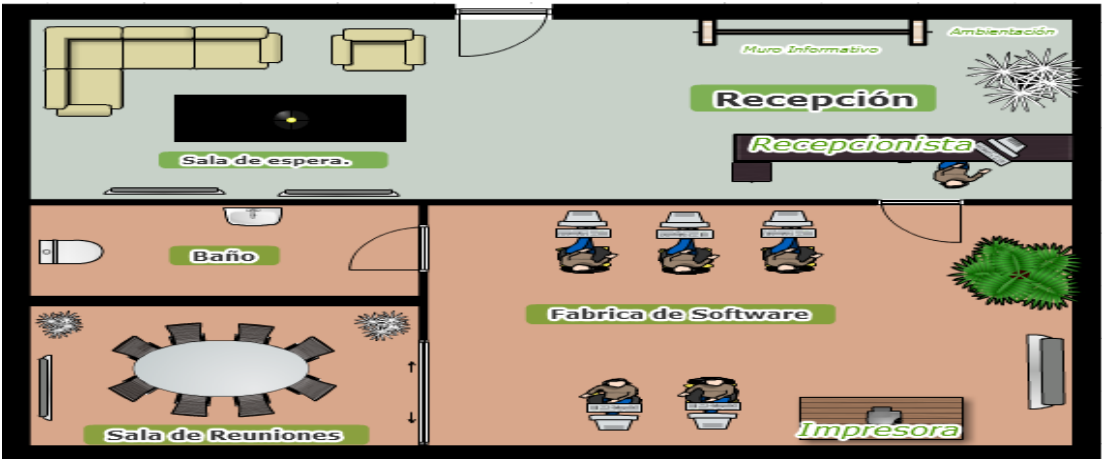 Ambientación
Muro Informativo
Recepción
Recepcionista
Sala de espera.
Baño
Fabrica de Software
Sala de Reuniones
Impresora